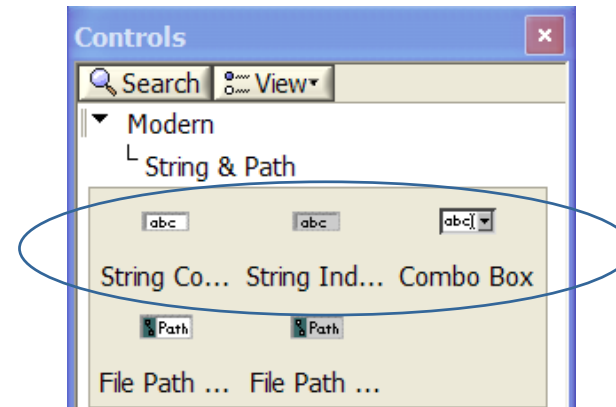 Controls
Search View
Modern
String & Path
abc abc abc
String Co... String Ind... Combo Box
Path Path
File Path ... File Path ...